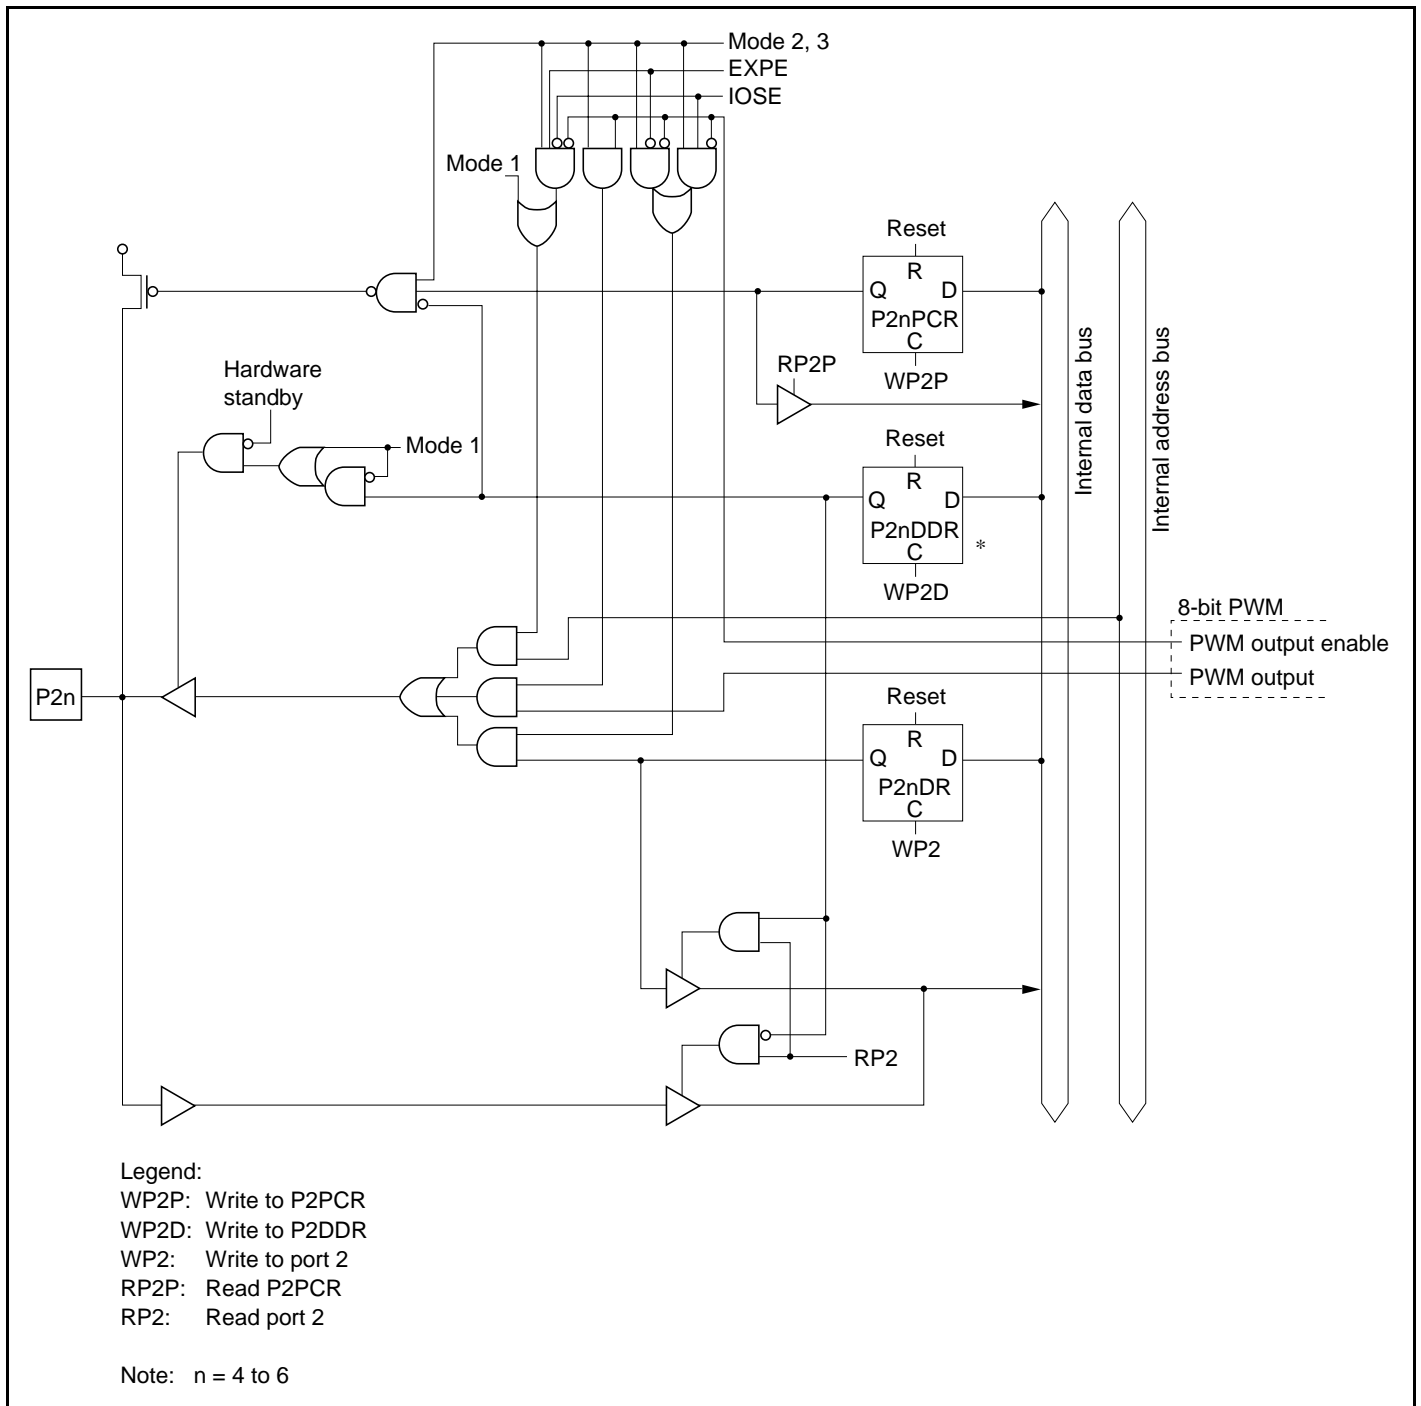 Mode 2, 3
EXPE
IOSE
Mode 1
Reset
R
Q D
P2nPCR
C
WP2P
RP2P
Hardware
standby
Mode 1
Reset
R
Q D
P2nDDR
C
*
WP2D
Internal data bus
Internal address bus
8-bit PWM
PWM output enable
PWM output
P2n
Reset
R
Q D
P2nDR
C
WP2
RP2
Legend:
WP2P: Write to P2PCR
WP2D: Write to P2DDR
WP2: Write to port 2
RP2P: Read P2PCR
RP2: Read port 2
Note: n = 4 to 6